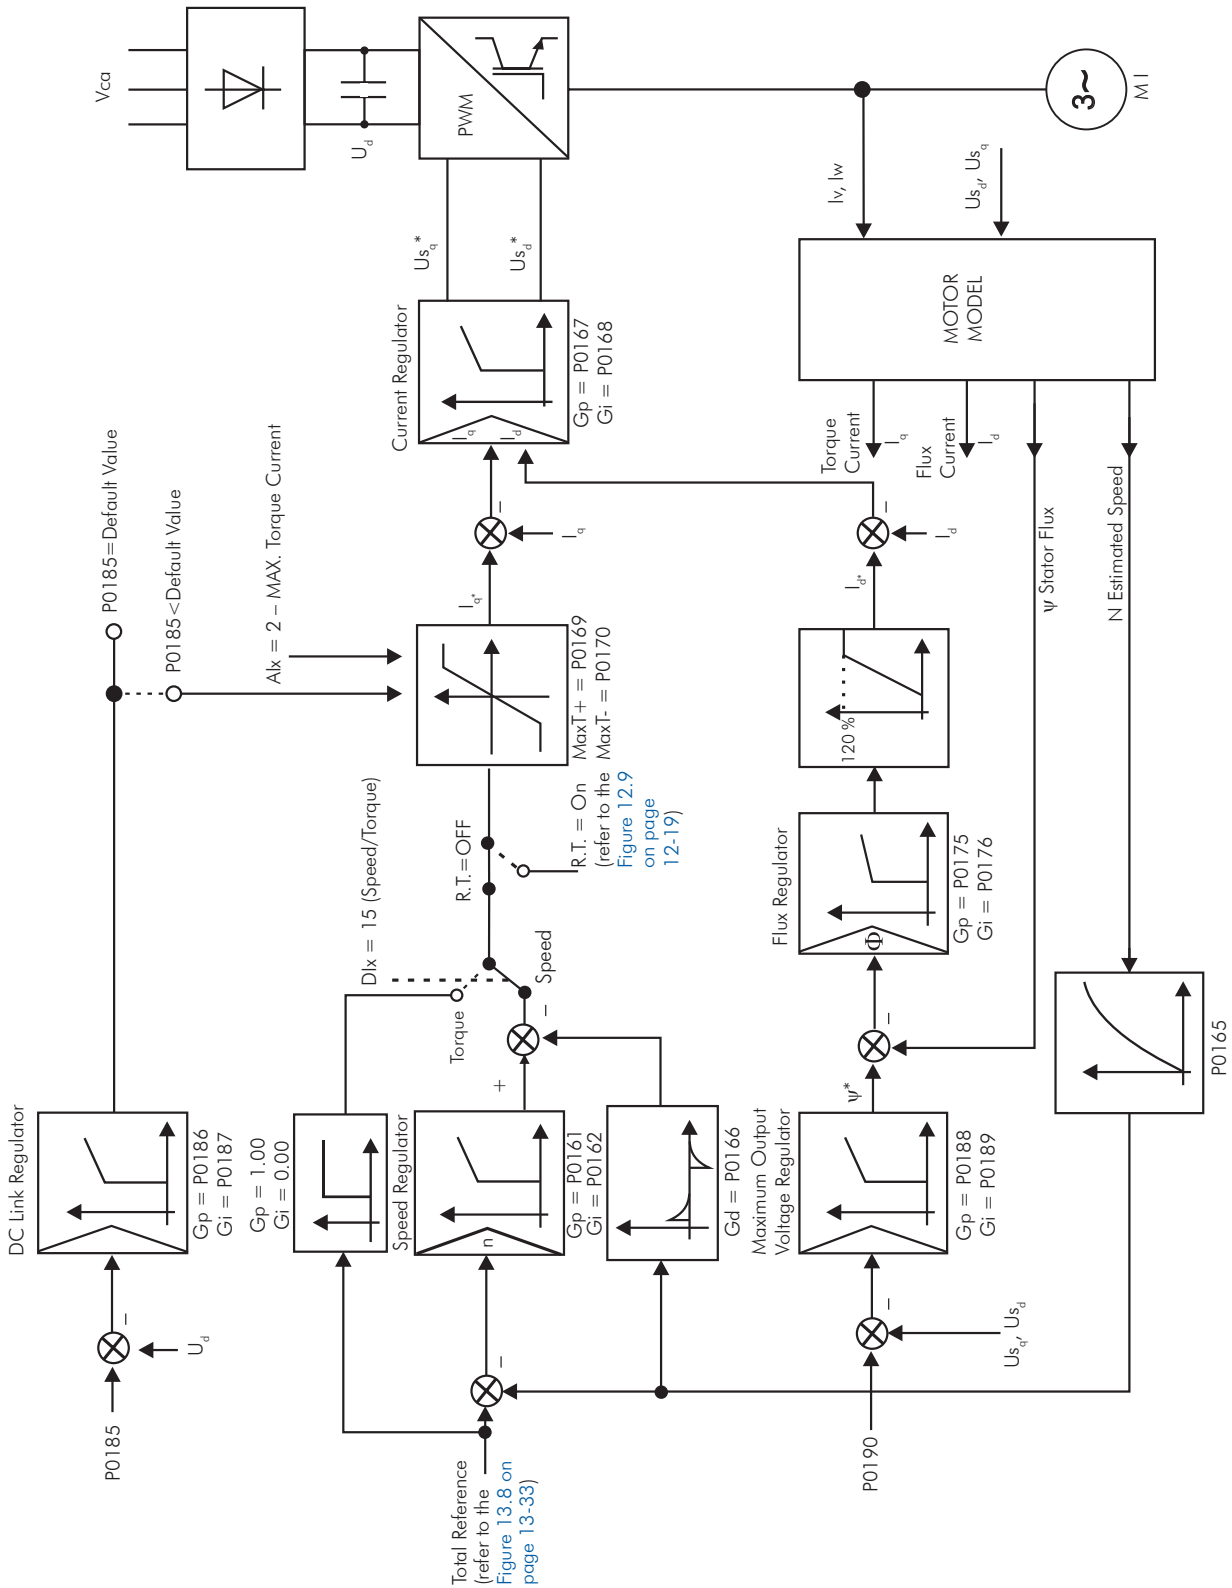 DC Link Regulator
P0185
U_d
–
Gp = P0186
Gi = P0187
P0185=Default Value
P0185<Default Value
AIx = 2 – MAX. Torque Current
Vca
U_d
PWM
Gp = 1.00
Gi = 0.00
Torque
DIx = 15 (Speed/Torque)
Speed
R.T.=OFF
R.T. = On
(refer to the
Figure 12.9
on page
12-19)
MaxT+ = P0169
MaxT- = P0170
I_q*
–
I_q
Current Regulator
I_q
I_d
Gp = P0167
Gi = P0168
Us_q*
Us_d*
Total Reference
(refer to the
Figure 13.8 on
page 13-33)
–
Speed Regulator
n
Gp = P0161
Gi = P0162
+
–
Gd = P0166
P0190
–
Us_q, Us_d
Maximum Output
Voltage Regulator
Gp = P0188
Gi = P0189
ψ*
–
Flux Regulator
Φ
Gp = P0175
Gi = P0176
120 %
I_d*
–
I_d
Torque
Current
I_q
Flux
Current
I_d
ψ Stator Flux
N Estimated Speed
MOTOR
MODEL
Iv, Iw
Us_d, Us_q
3~
MI
P0165